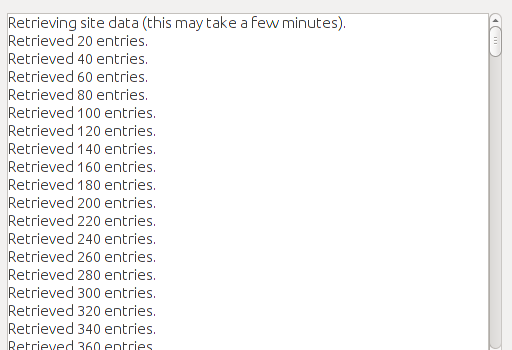 Retrieving site data (this may take a few minutes).
Retrieved 20 entries.
Retrieved 40 entries.
Retrieved 60 entries.
Retrieved 80 entries.
Retrieved 100 entries.
Retrieved 120 entries.
Retrieved 140 entries.
Retrieved 160 entries.
Retrieved 180 entries.
Retrieved 200 entries.
Retrieved 220 entries.
Retrieved 240 entries.
Retrieved 260 entries.
Retrieved 280 entries.
Retrieved 300 entries.
Retrieved 320 entries.
Retrieved 340 entries.
Retrieved 360 entries.